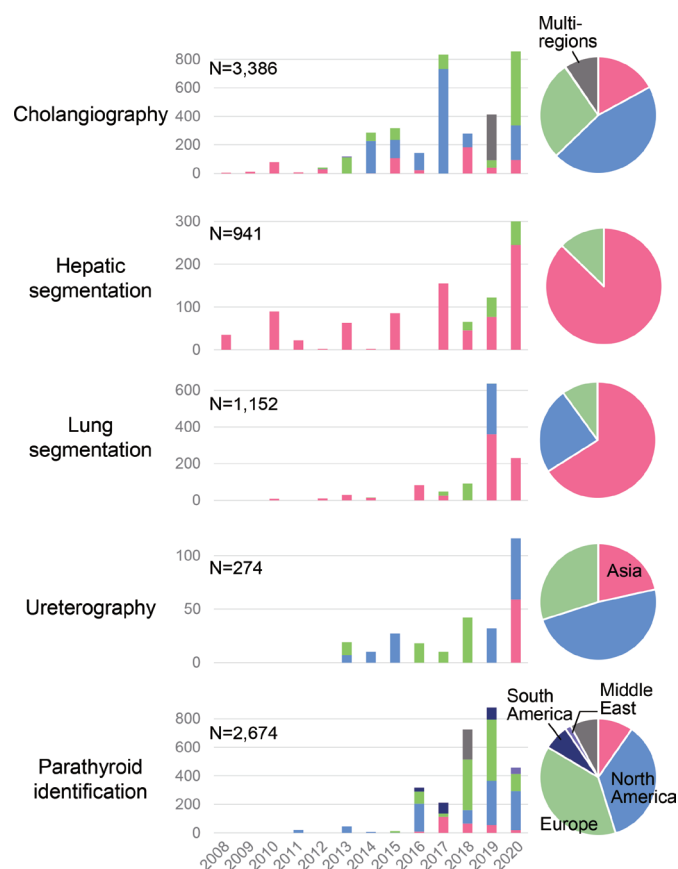 Multi-
regions
Cholangiography
N=3,386
800
600
400
200
0
Hepatic
segmentation
N=941
300
200
100
0
Lung
segmentation
N=1,152
600
400
200
0
Ureterography
N=274
100
50
0
Asia
Parathyroid
identification
N=2,674
800
600
400
200
0
South
America
Middle
East
North
America
Europe
2008 2009 2010 2011 2012 2013 2014 2015 2016 2017 2018 2019 2020